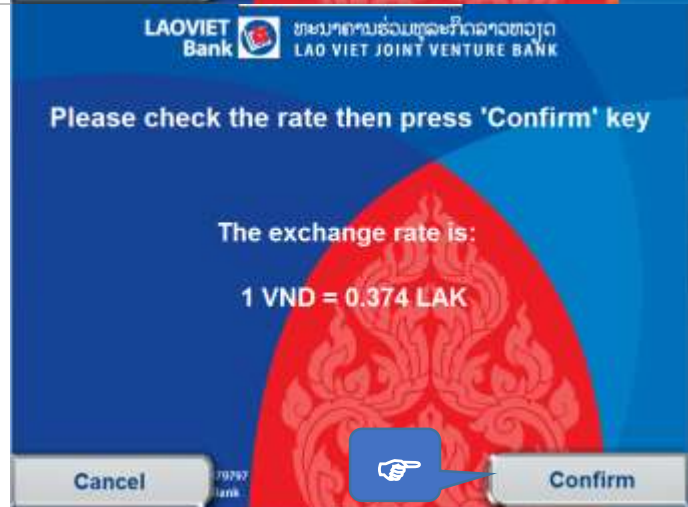 LAOVIET ທະນາຄານຮ່ວມທຸລະກິດລາວຫວຽດ
Bank LAO VIET JOINT VENTURE BANK
Please check the rate then press 'Confirm' key
The exchange rate is:
1 VND = 0.374 LAK
Cancel
Confirm